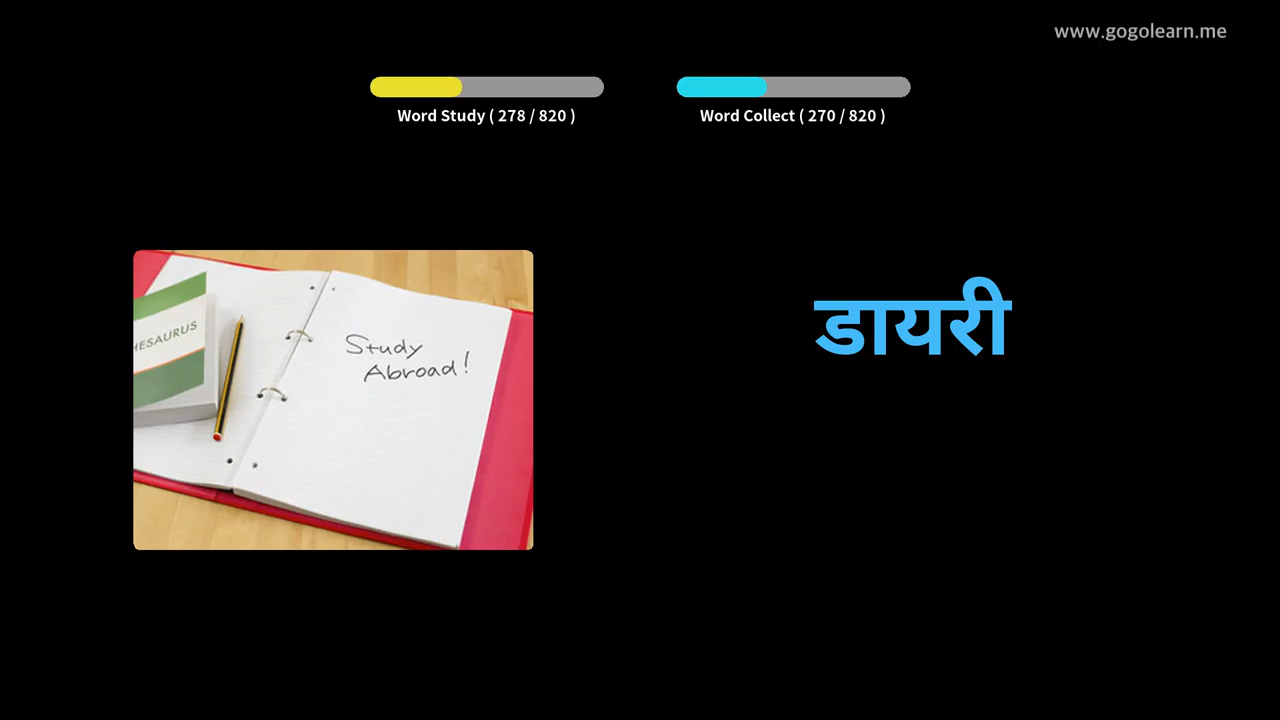 www.gogolearn.me
Word Study ( 278 / 820 )
Word Collect ( 270 / 820 )
HESAURUS
Study
Abroad!
डायरी